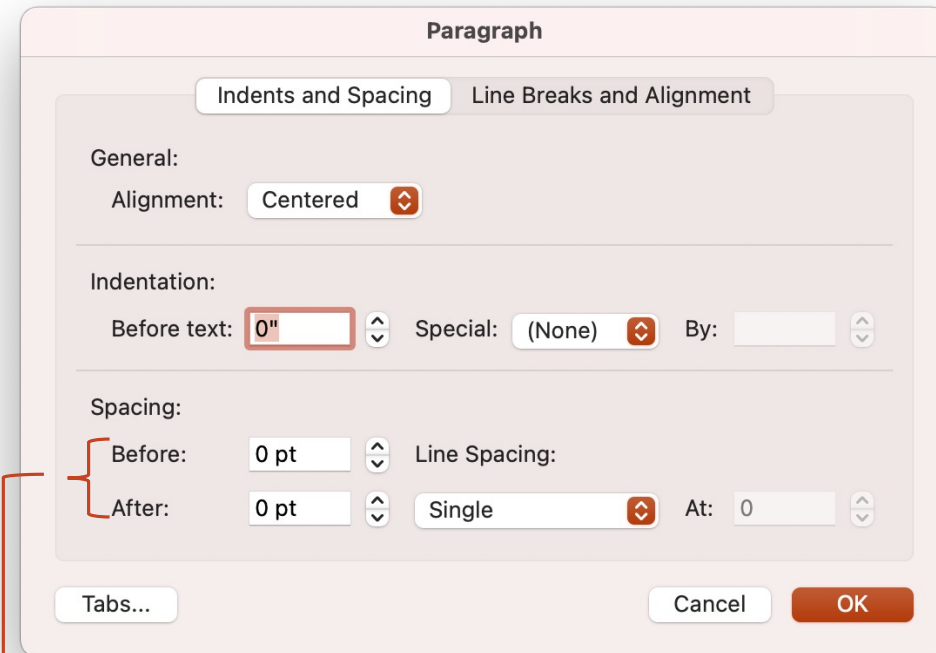 Paragraph
Indents and Spacing Line Breaks and Alignment
General:
Alignment: Centered
Indentation:
Before text: 0" Special: (None) By:
Spacing:
Before: 0 pt Line Spacing:
After: 0 pt Single At: 0
Tabs... Cancel OK